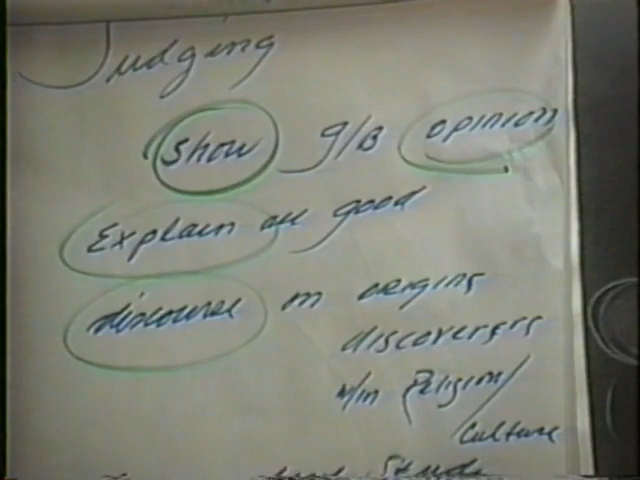 Judging
show g/B opinion
Explain all good
discourse on origins
discoverers
w/in Religion/
Culture